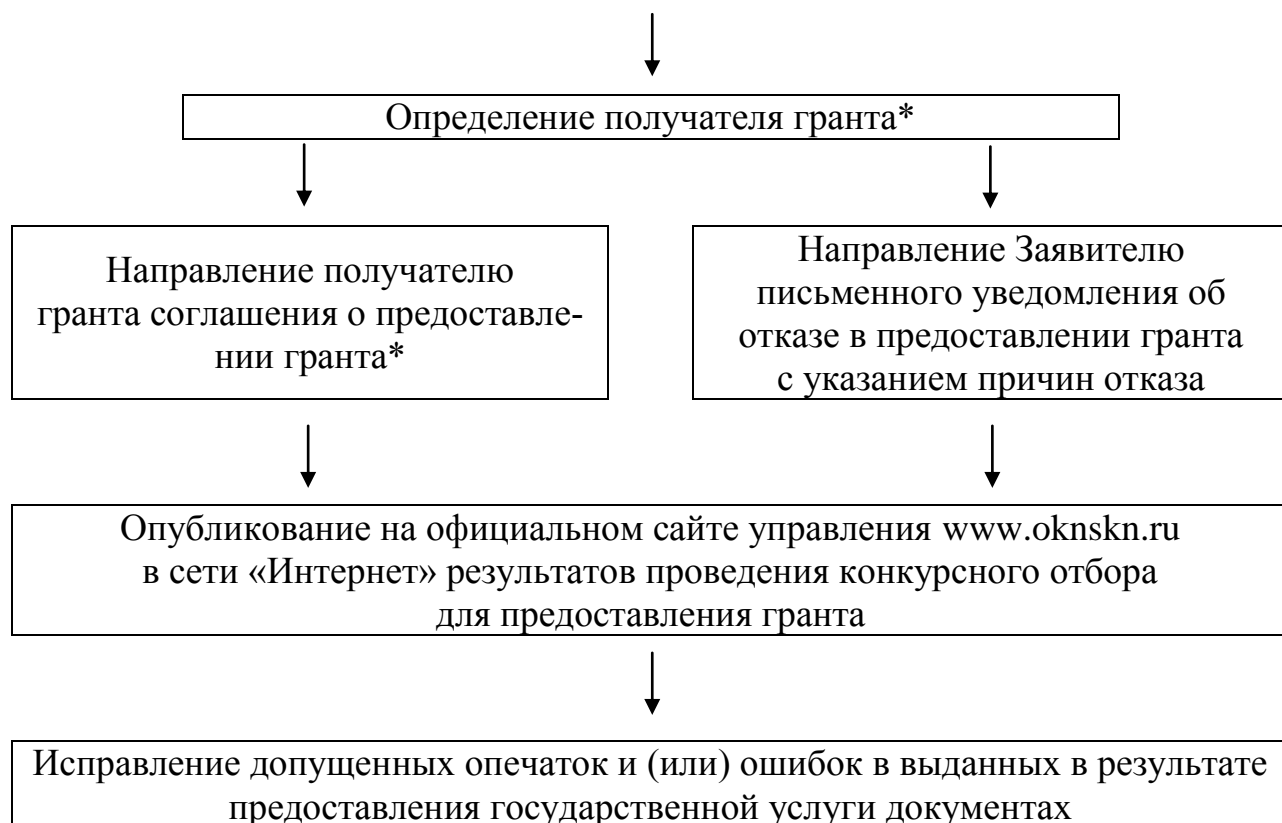 Определение получателя гранта*
Направление получателю
гранта соглашения о предоставле-
нии гранта*
Направление Заявителю
письменного уведомления об
отказе в предоставлении гранта
с указанием причин отказа
Опубликование на официальном сайте управления www.oknskn.ru
в сети «Интернет» результатов проведения конкурсного отбора
для предоставления гранта
Исправление допущенных опечаток и (или) ошибок в выданных в результате
предоставления государственной услуги документах